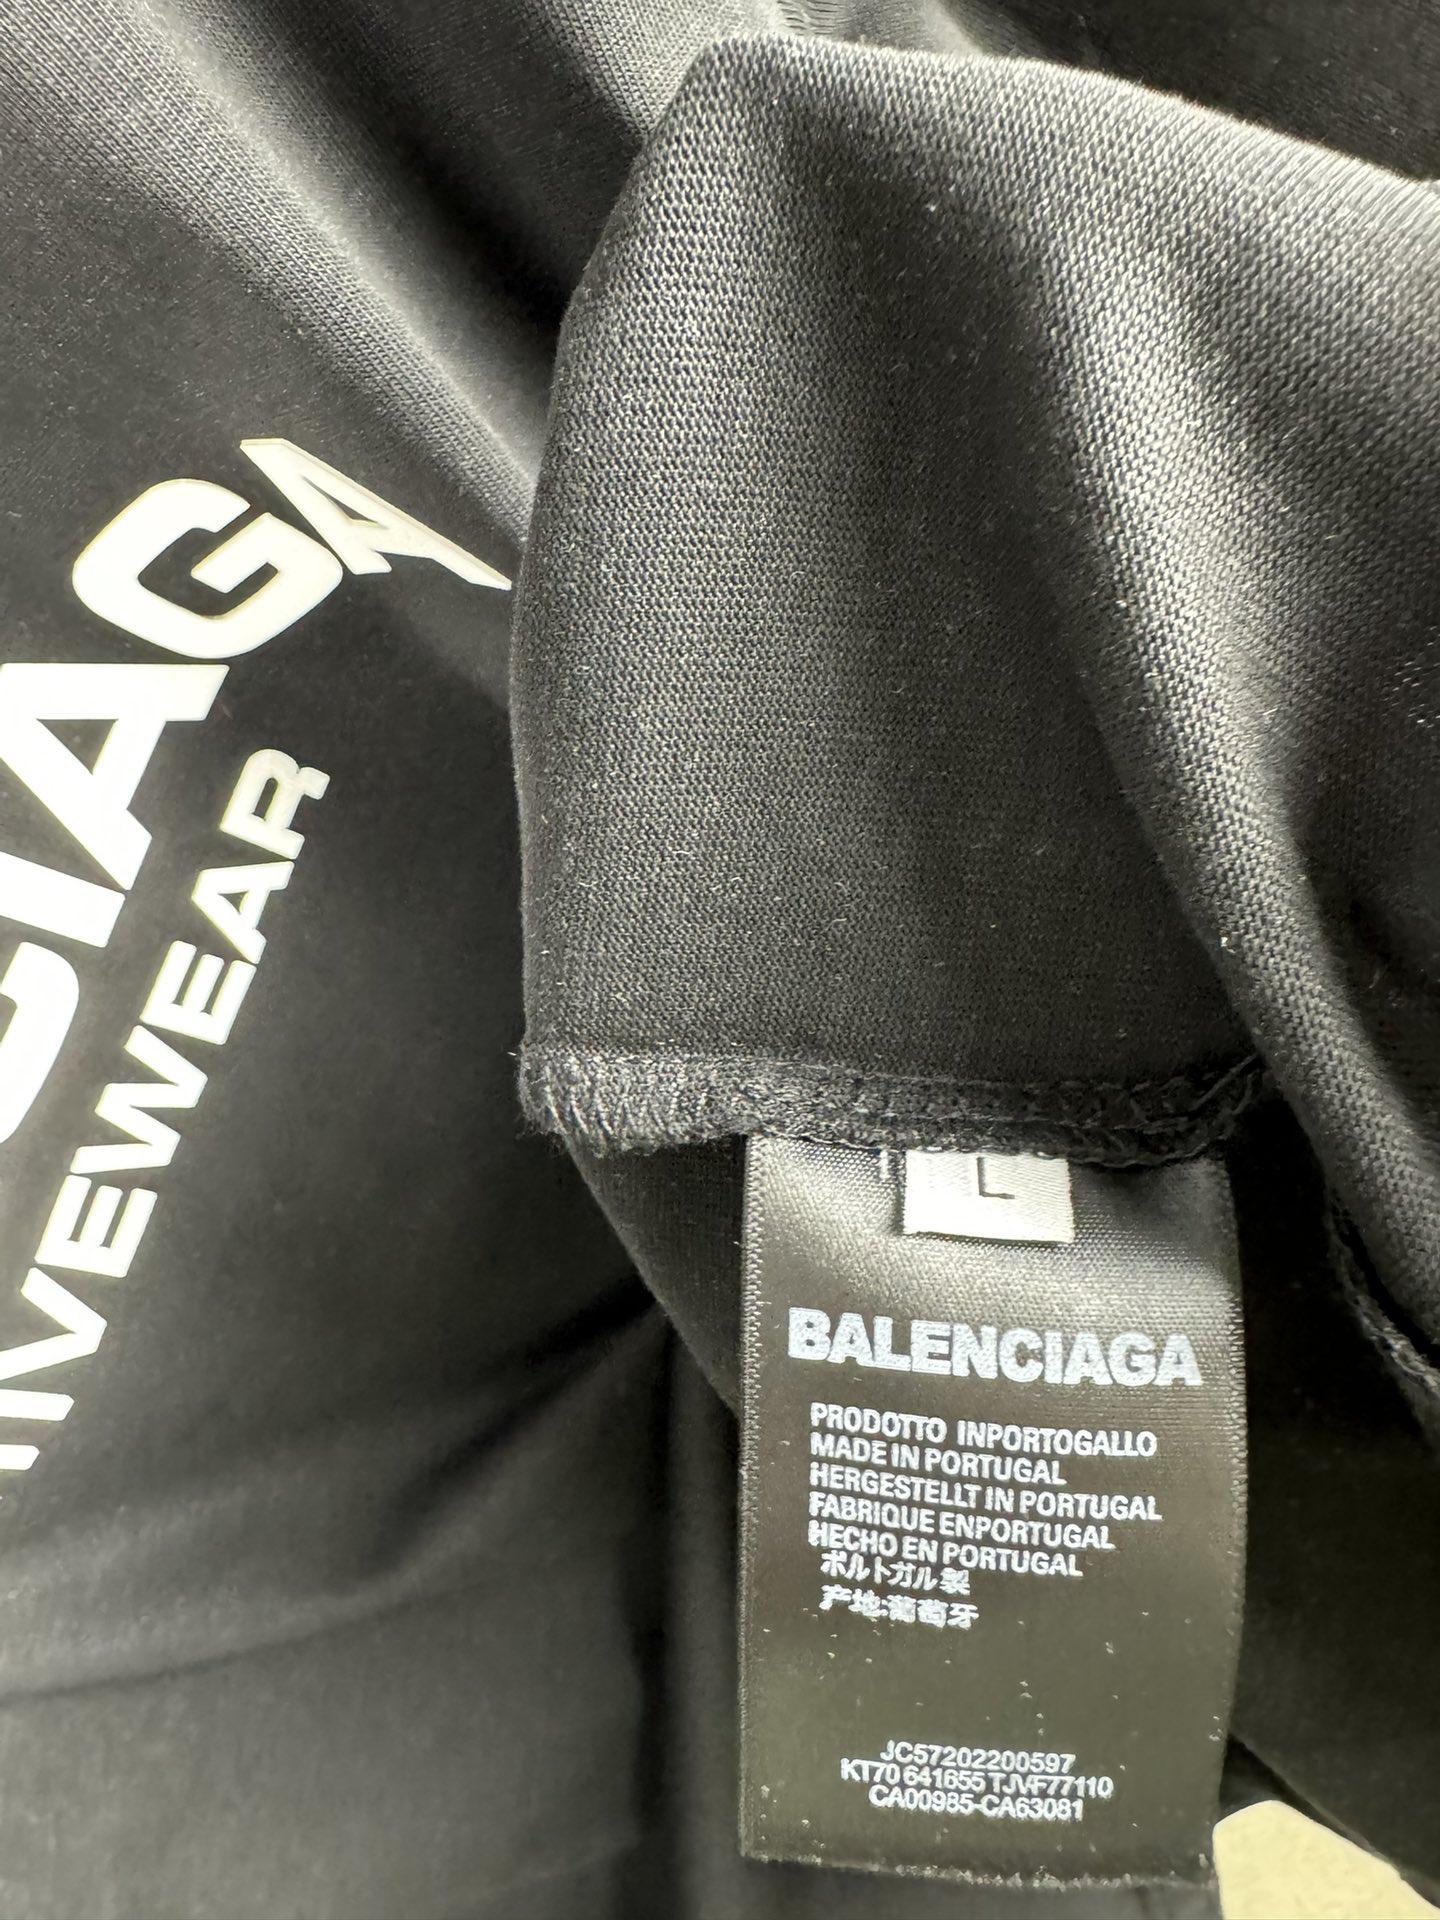 CIAGA
IVEWEAR
L
BALENCIAGA
PRODOTTO INPORTOGALLO
MADE IN PORTUGAL
HERGESTELLT IN PORTUGAL
FABRIQUE ENPORTUGAL
HECHO EN PORTUGAL
ポルトガル製
产地:葡萄牙
JC57202200597
KT70 641655 TJVF77110
CA00985-CA63081